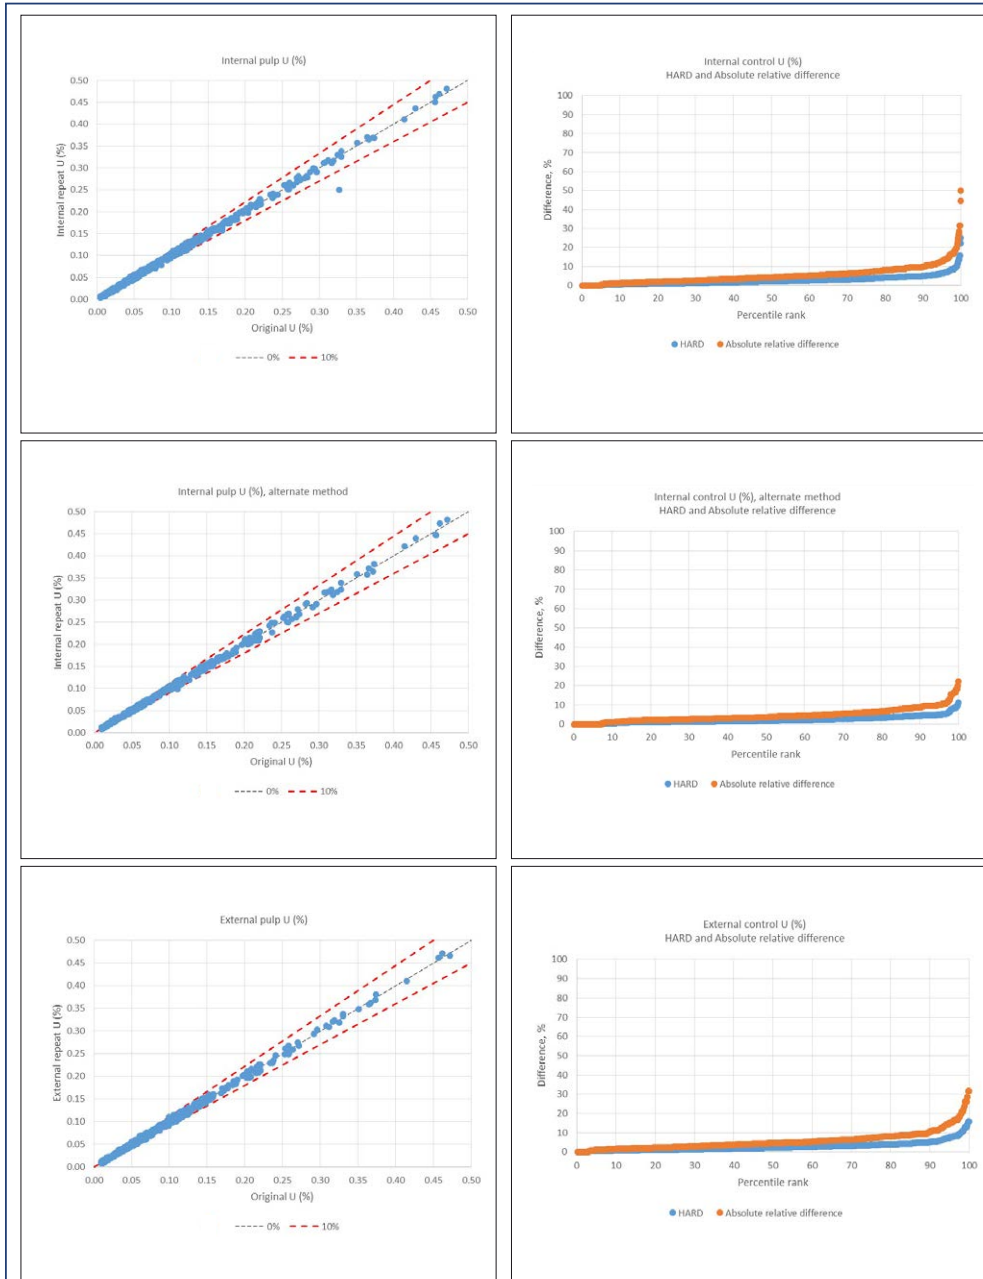 Internal pulp U (%)
0.50
0.45
0.40
0.35
0.30
0.25
0.20
0.15
0.10
0.05
0.00
Internal repeat U (%)
0.00 0.05 0.10 0.15 0.20 0.25 0.30 0.35 0.40 0.45 0.50
Original U (%)
0% 10%
Internal control U (%)
HARD and Absolute relative difference
100
90
80
70
60
50
40
30
20
10
0
Difference, %
0 10 20 30 40 50 60 70 80 90 100
Percentile rank
HARD Absolute relative difference
Internal pulp U (%), alternate method
0.50
0.45
0.40
0.35
0.30
0.25
0.20
0.15
0.10
0.05
0.00
Internal repeat U (%)
0.00 0.05 0.10 0.15 0.20 0.25 0.30 0.35 0.40 0.45 0.50
Original U (%)
0% 10%
Internal control U (%), alternate method
HARD and Absolute relative difference
100
90
80
70
60
50
40
30
20
10
0
Difference, %
0 10 20 30 40 50 60 70 80 90 100
Percentile rank
HARD Absolute relative difference
External pulp U (%)
0.50
0.45
0.40
0.35
0.30
0.25
0.20
0.15
0.10
0.05
0.00
External repeat U (%)
0.00 0.05 0.10 0.15 0.20 0.25 0.30 0.35 0.40 0.45 0.50
Original U (%)
0% 10%
External control U (%)
HARD and Absolute relative difference
100
90
80
70
60
50
40
30
20
10
0
Difference, %
0 10 20 30 40 50 60 70 80 90 100
Percentile rank
HARD Absolute relative difference